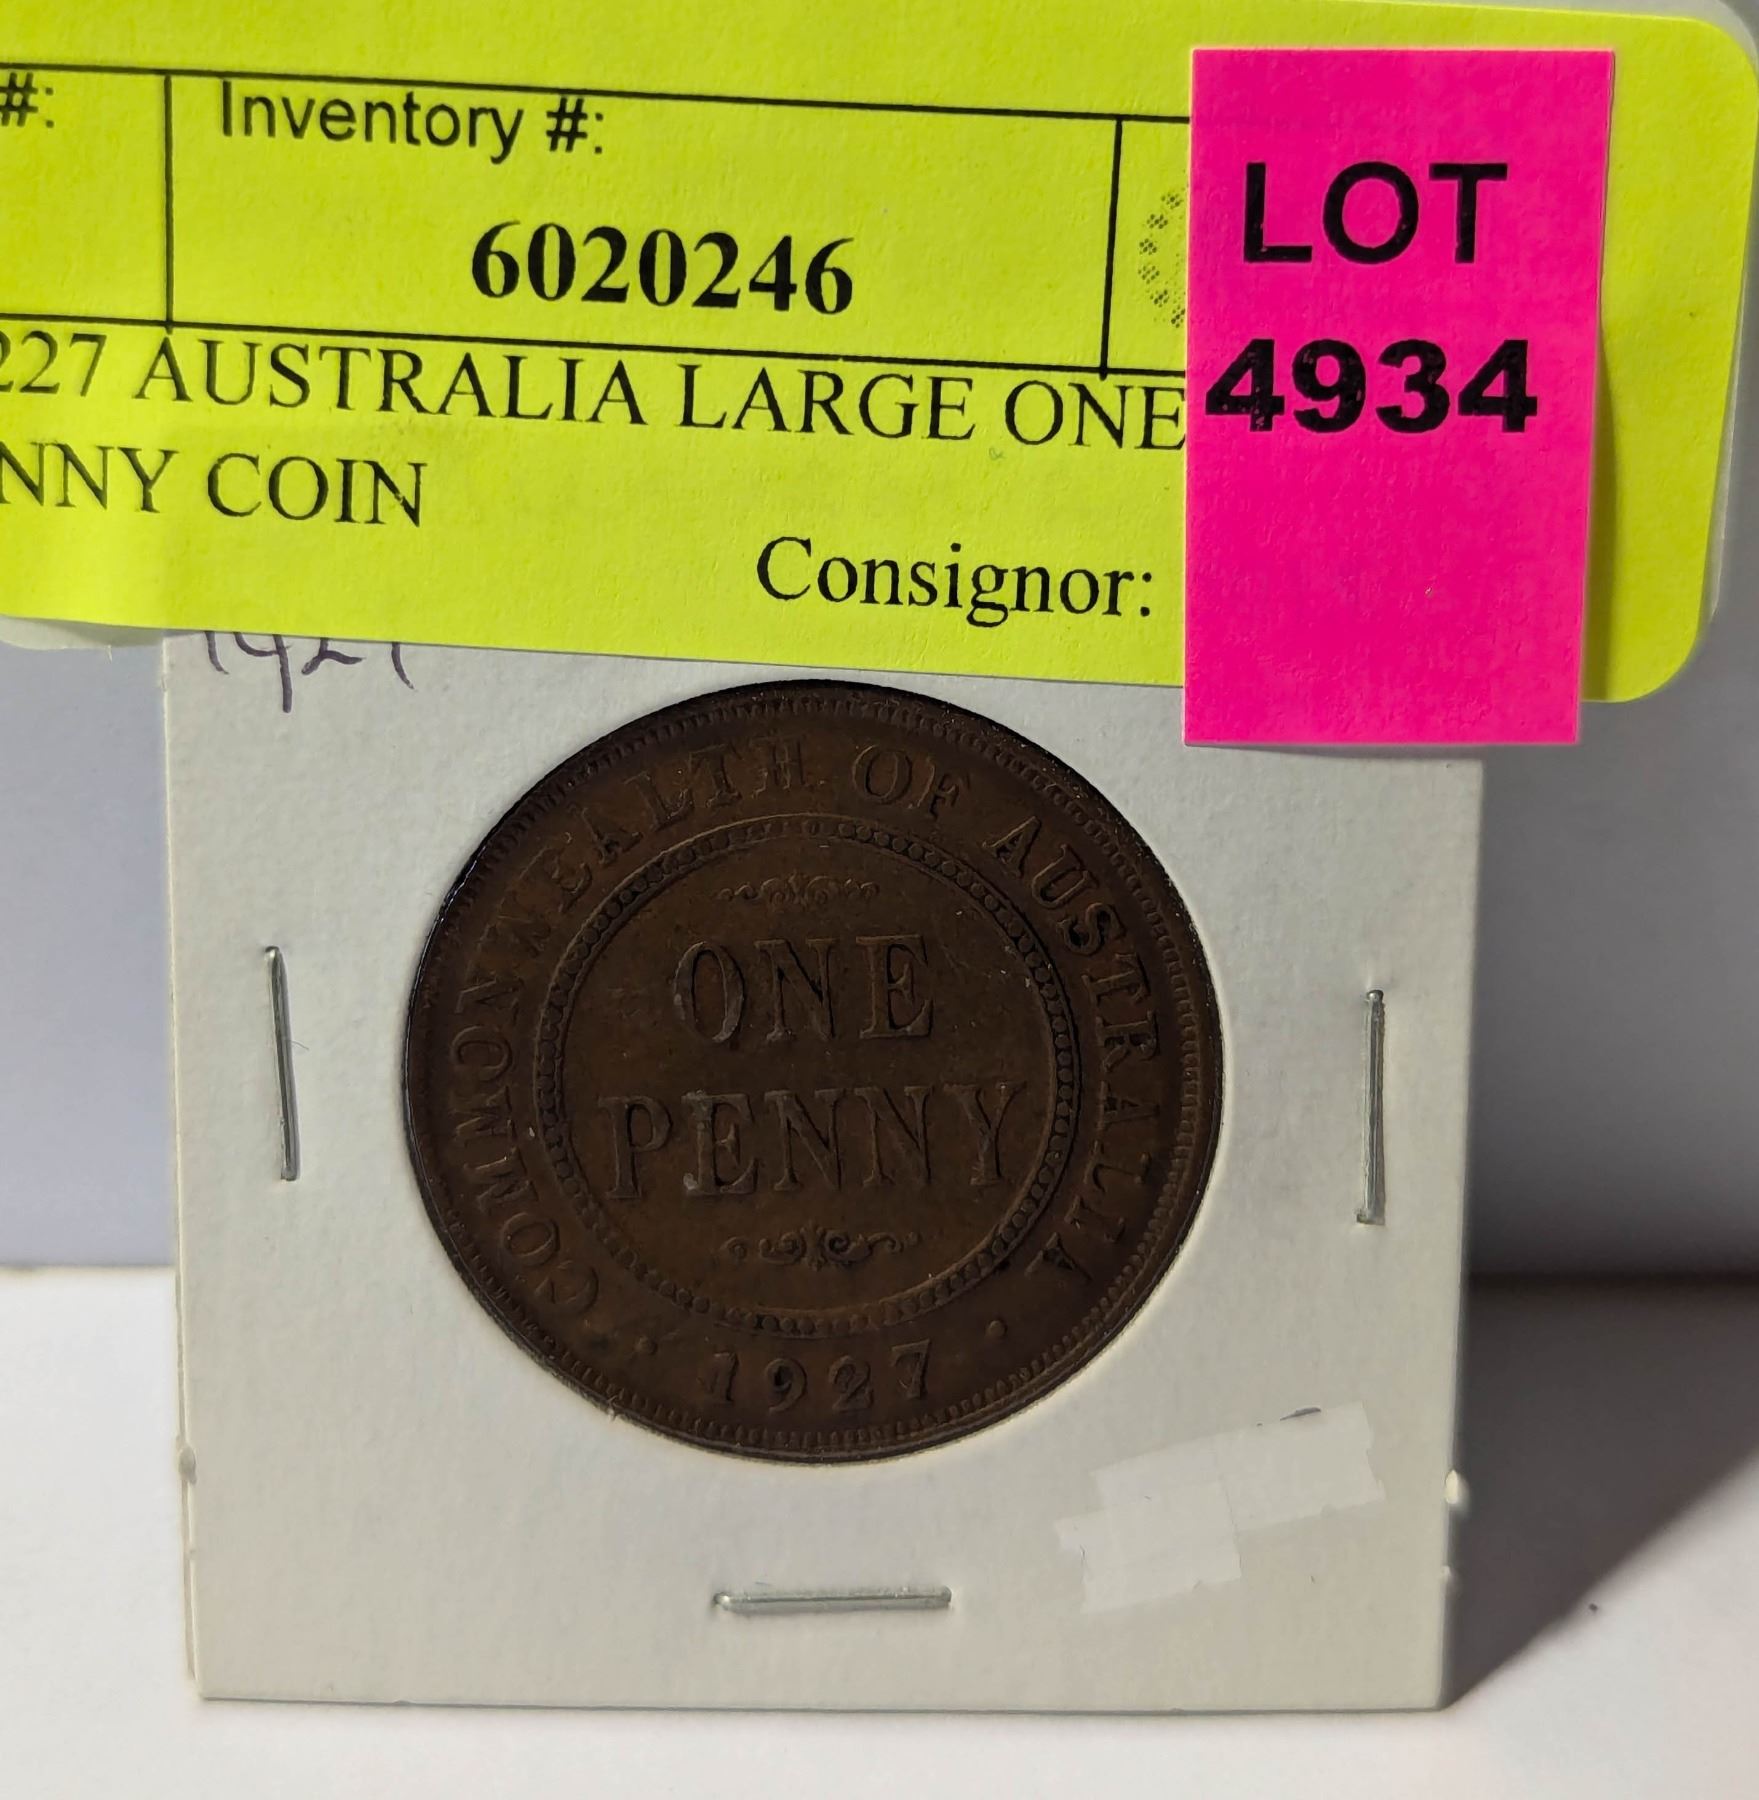 #:
Inventory #:
6020246
LOT
4934
227 AUSTRALIA LARGE ONE
NNY COIN
Consignor:
1927
COMMONWEALTH OF AUSTRALIA
ONE
PENNY
· 1927 ·